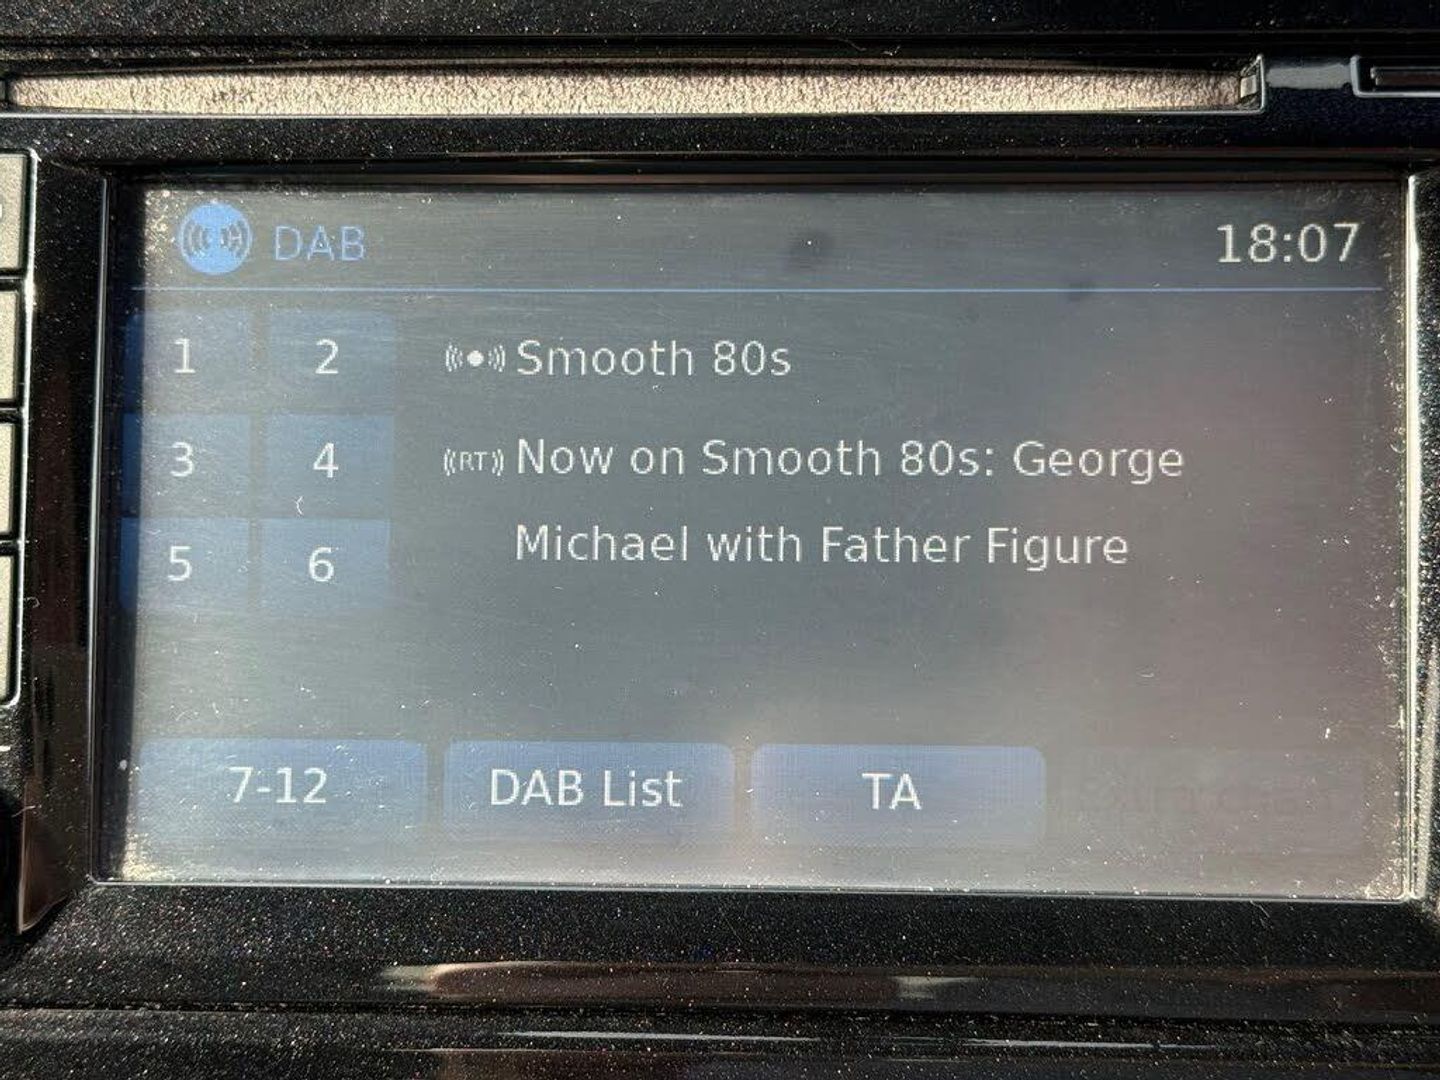 DAB 18:07
1 2
3 4
5 6
Smooth 80s
RT Now on Smooth 80s: George
Michael with Father Figure
7-12 DAB List TA